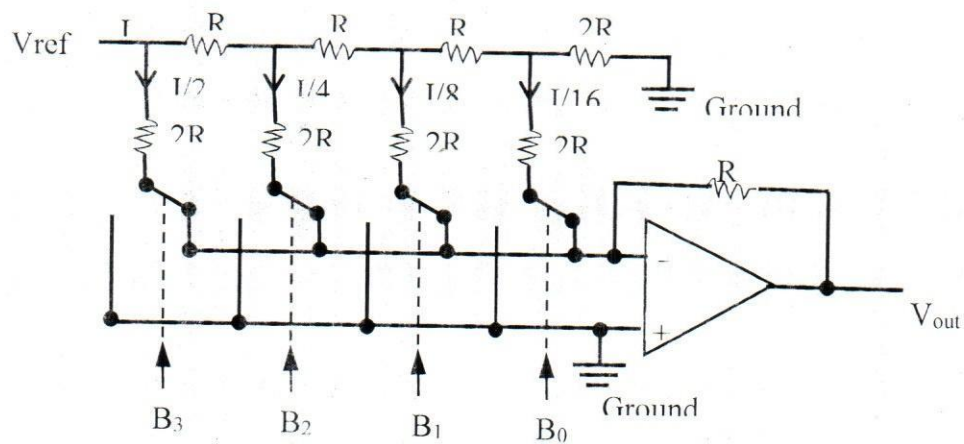 Vref I R R R 2R
I/2 I/4 I/8 I/16 Ground
2R 2R 2R 2R R
-
+ Vout
Ground
B3 B2 B1 B0